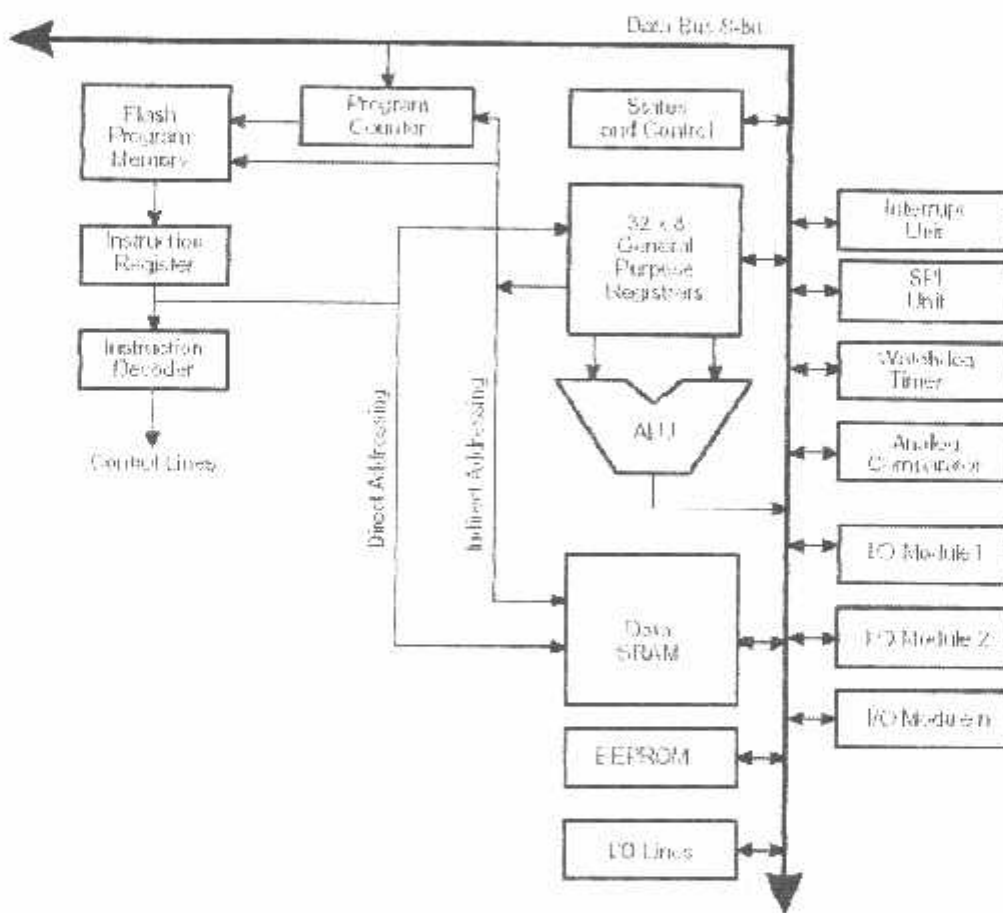 Data Bus 8-bit
Flash
Program
Memory
Program
Counter
Status
and Control
32 x 8
General
Purpose
Registrers
Interrupt
Unit
SPI
Unit
Instruction
Register
Instruction
Decoder
Watchdog
Timer
Direct Addressing
Indirect Addressing
ALU
Control Lines
Analog
Comparator
I/O Module 1
Data
SRAM
I/O Module 2
I/O Module n
EEPROM
I/O Lines